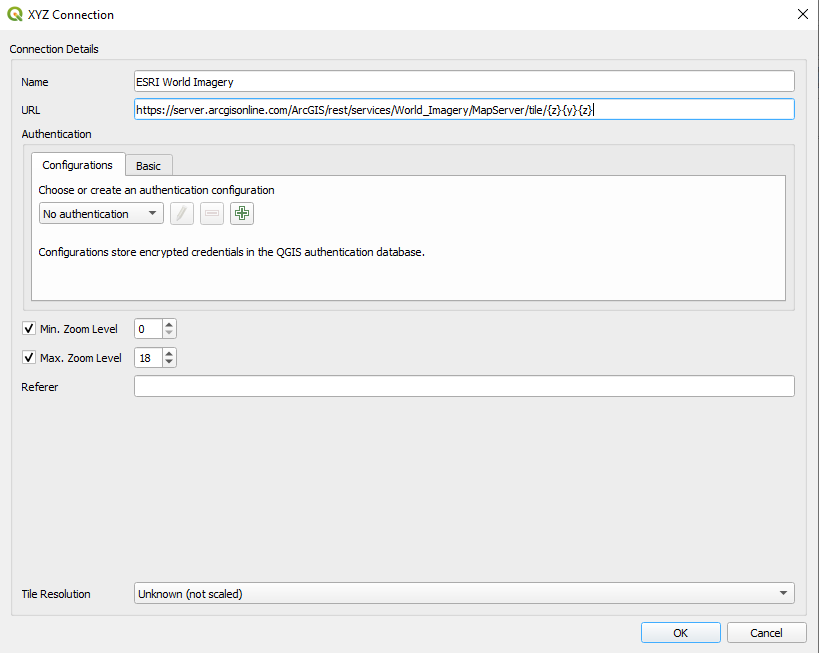 XYZ Connection
Connection Details
Name ESRI World Imagery
URL https://server.arcgisonline.com/ArcGIS/rest/services/World_Imagery/MapServer/tile/{z}{y}{z}
Authentication
Configurations Basic
Choose or create an authentication configuration
No authentication
Configurations store encrypted credentials in the QGIS authentication database.
Min. Zoom Level 0
Max. Zoom Level 18
Referer
Tile Resolution Unknown (not scaled)
OK Cancel